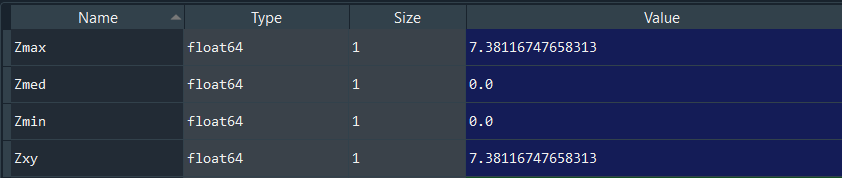 Name Type Size Value
Zmax float64 1 7.38116747658313
Zmed float64 1 0.0
Zmin float64 1 0.0
Zxy float64 1 7.38116747658313